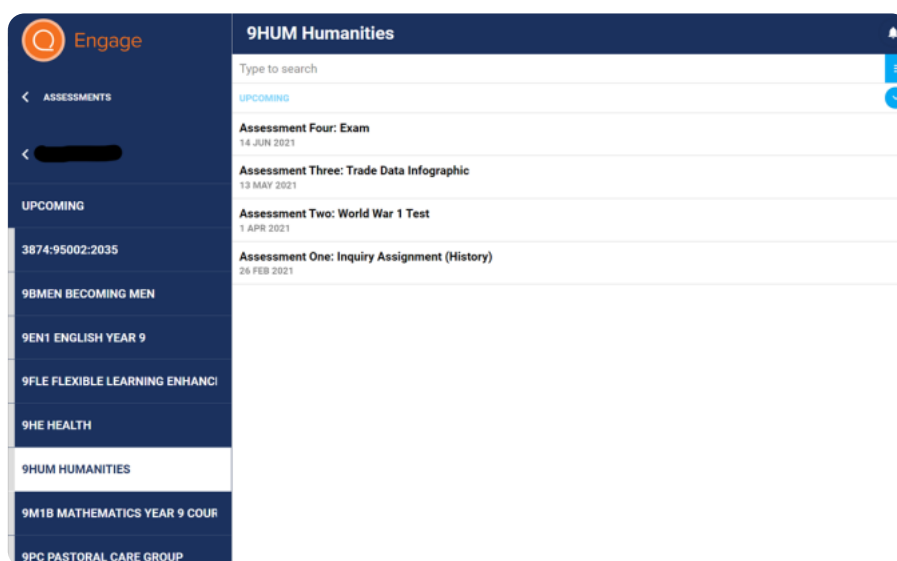 Engage
ASSESSMENTS
UPCOMING
3874:95002:2035
9BMEN BECOMING MEN
9EN1 ENGLISH YEAR 9
9FLE FLEXIBLE LEARNING ENHANC
9HE HEALTH
9HUM HUMANITIES
9M1B MATHEMATICS YEAR 9 COUR
9PC PASTORAL CARE GROUP
9HUM Humanities
Type to search
UPCOMING
Assessment Four: Exam
14 JUN 2021
Assessment Three: Trade Data Infographic
13 MAY 2021
Assessment Two: World War 1 Test
1 APR 2021
Assessment One: Inquiry Assignment (History)
26 FEB 2021